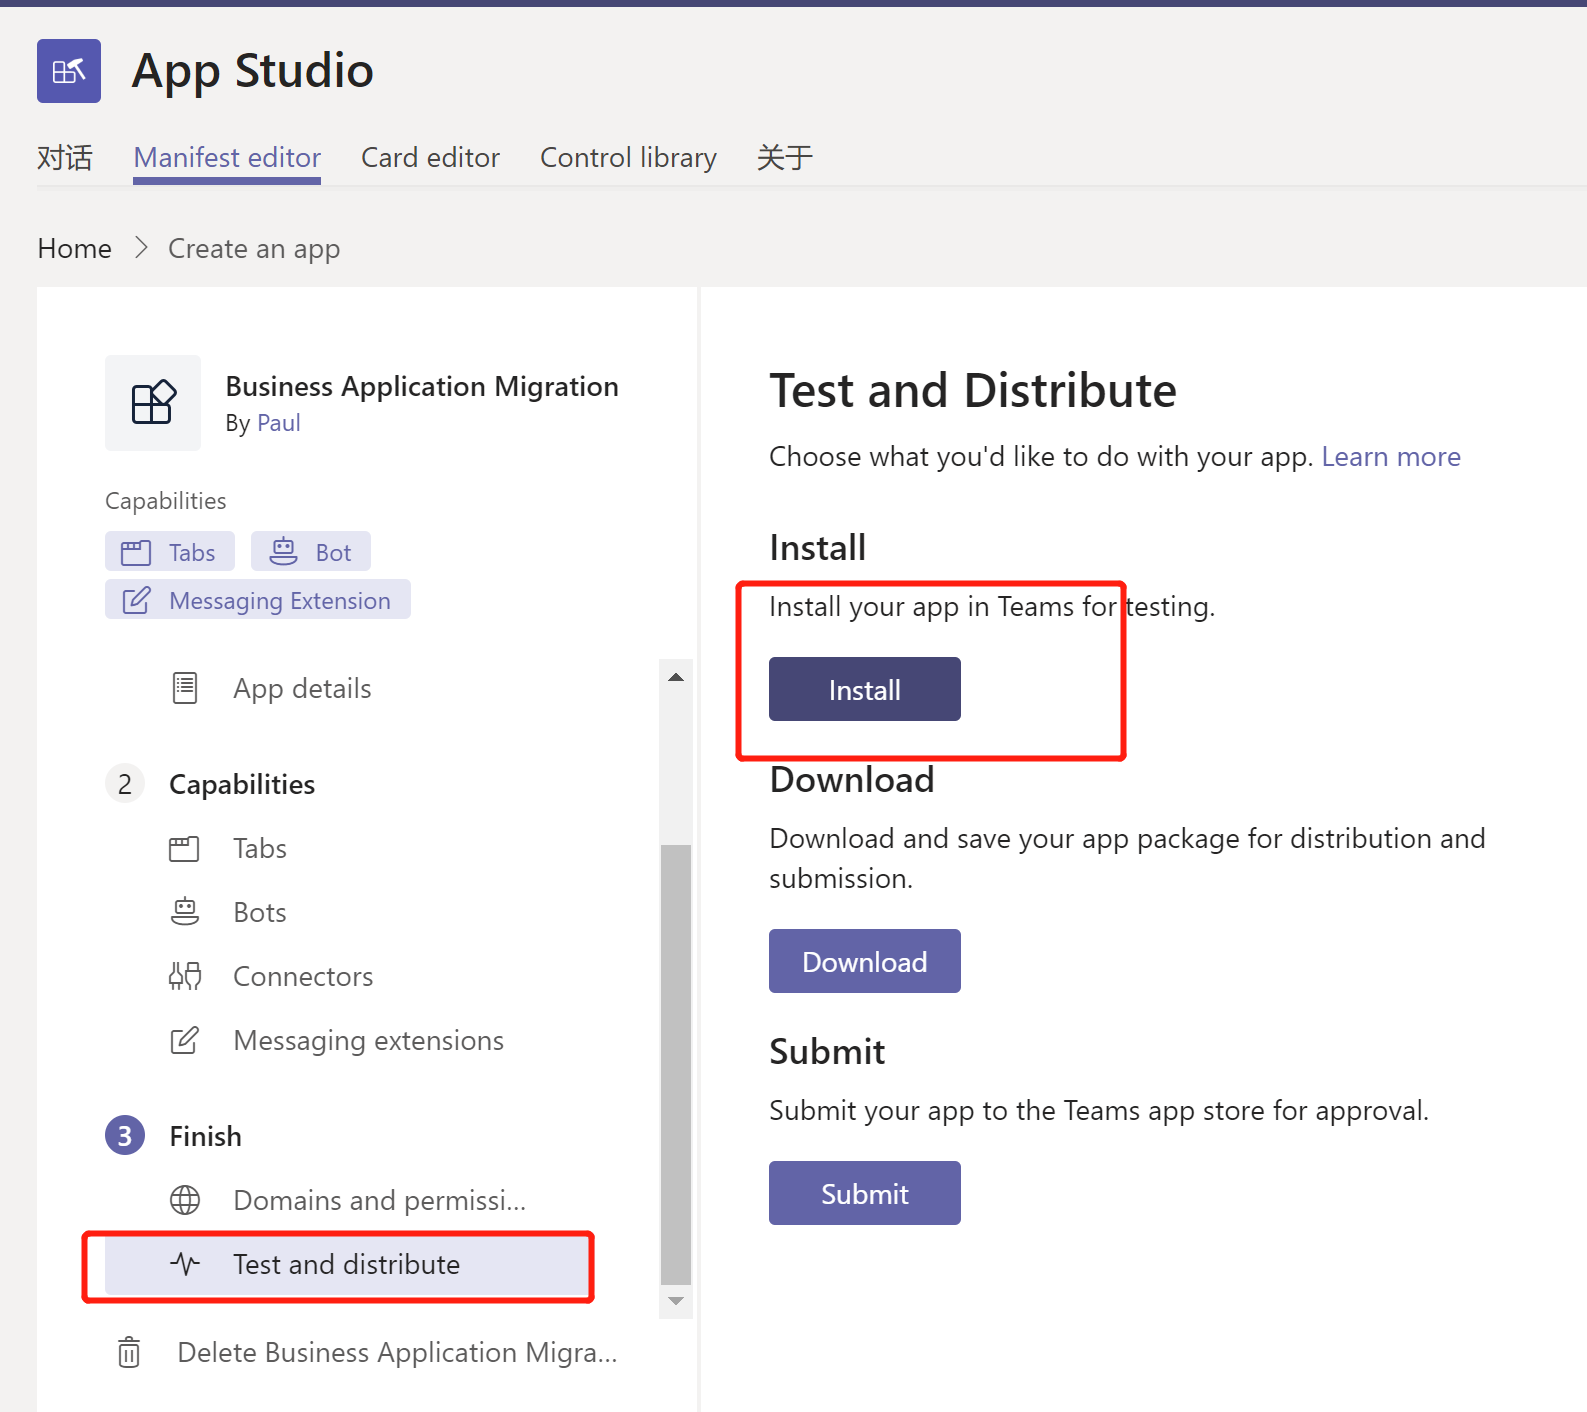 App Studio
对话 Manifest editor Card editor Control library 关于
Home Create an app
Business Application Migration
By Paul
Capabilities
Tabs Bot
Messaging Extension
App details
2 Capabilities
Tabs
Bots
Connectors
Messaging extensions
3 Finish
Domains and permissi...
Test and distribute
Delete Business Application Migra...
Test and Distribute
Choose what you'd like to do with your app. Learn more
Install
Install your app in Teams for testing.
Install
Download
Download and save your app package for distribution and
submission.
Download
Submit
Submit your app to the Teams app store for approval.
Submit